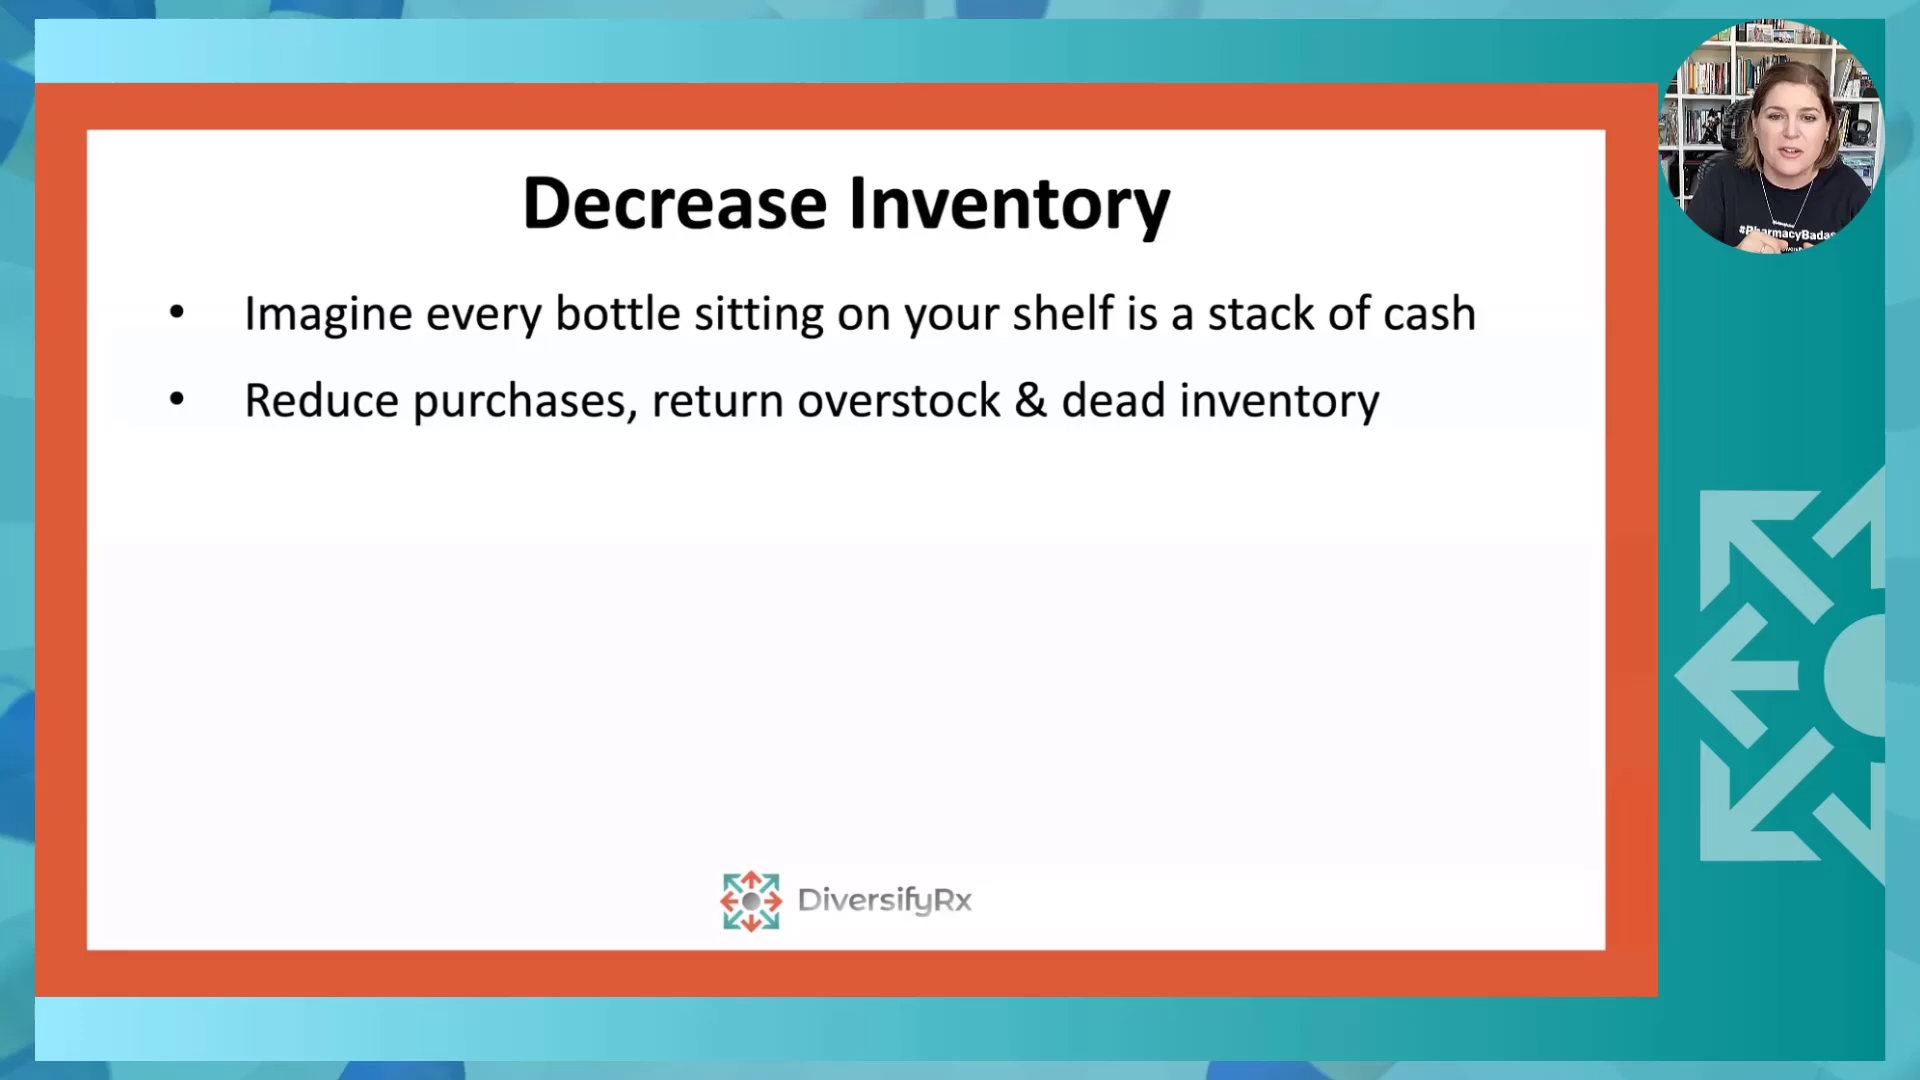 Decrease Inventory
• Imagine every bottle sitting on your shelf is a stack of cash
• Reduce purchases, return overstock & dead inventory
DiversifyRx